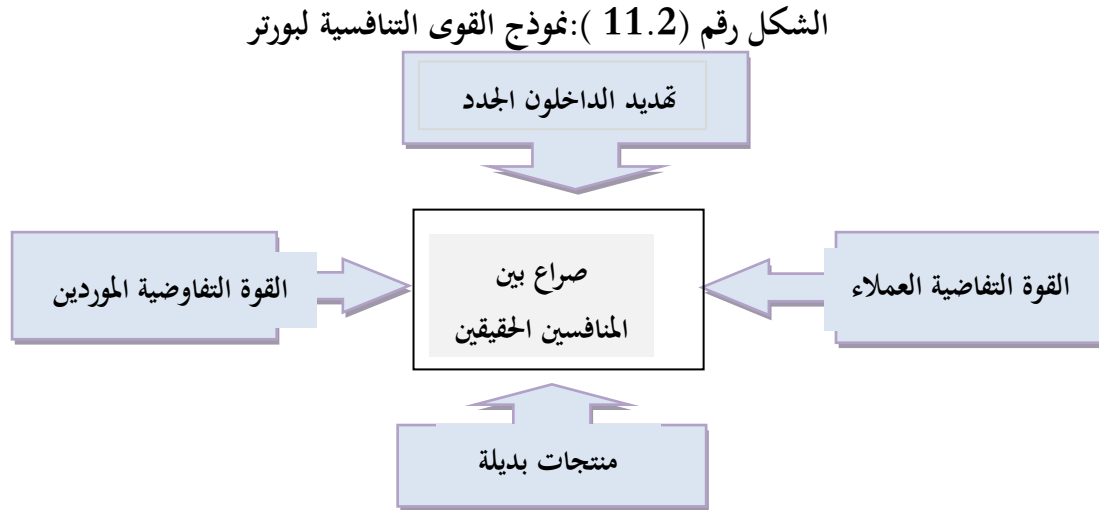 الشكل رقم (11.2 ):نموذج القوى التنافسية لبورتر
تهديد الداخلون الجدد
القوة التفاضية العملاء
صراع بين
المنافسين الحقيقين
القوة التفاوضية الموردين
منتجات بديلة